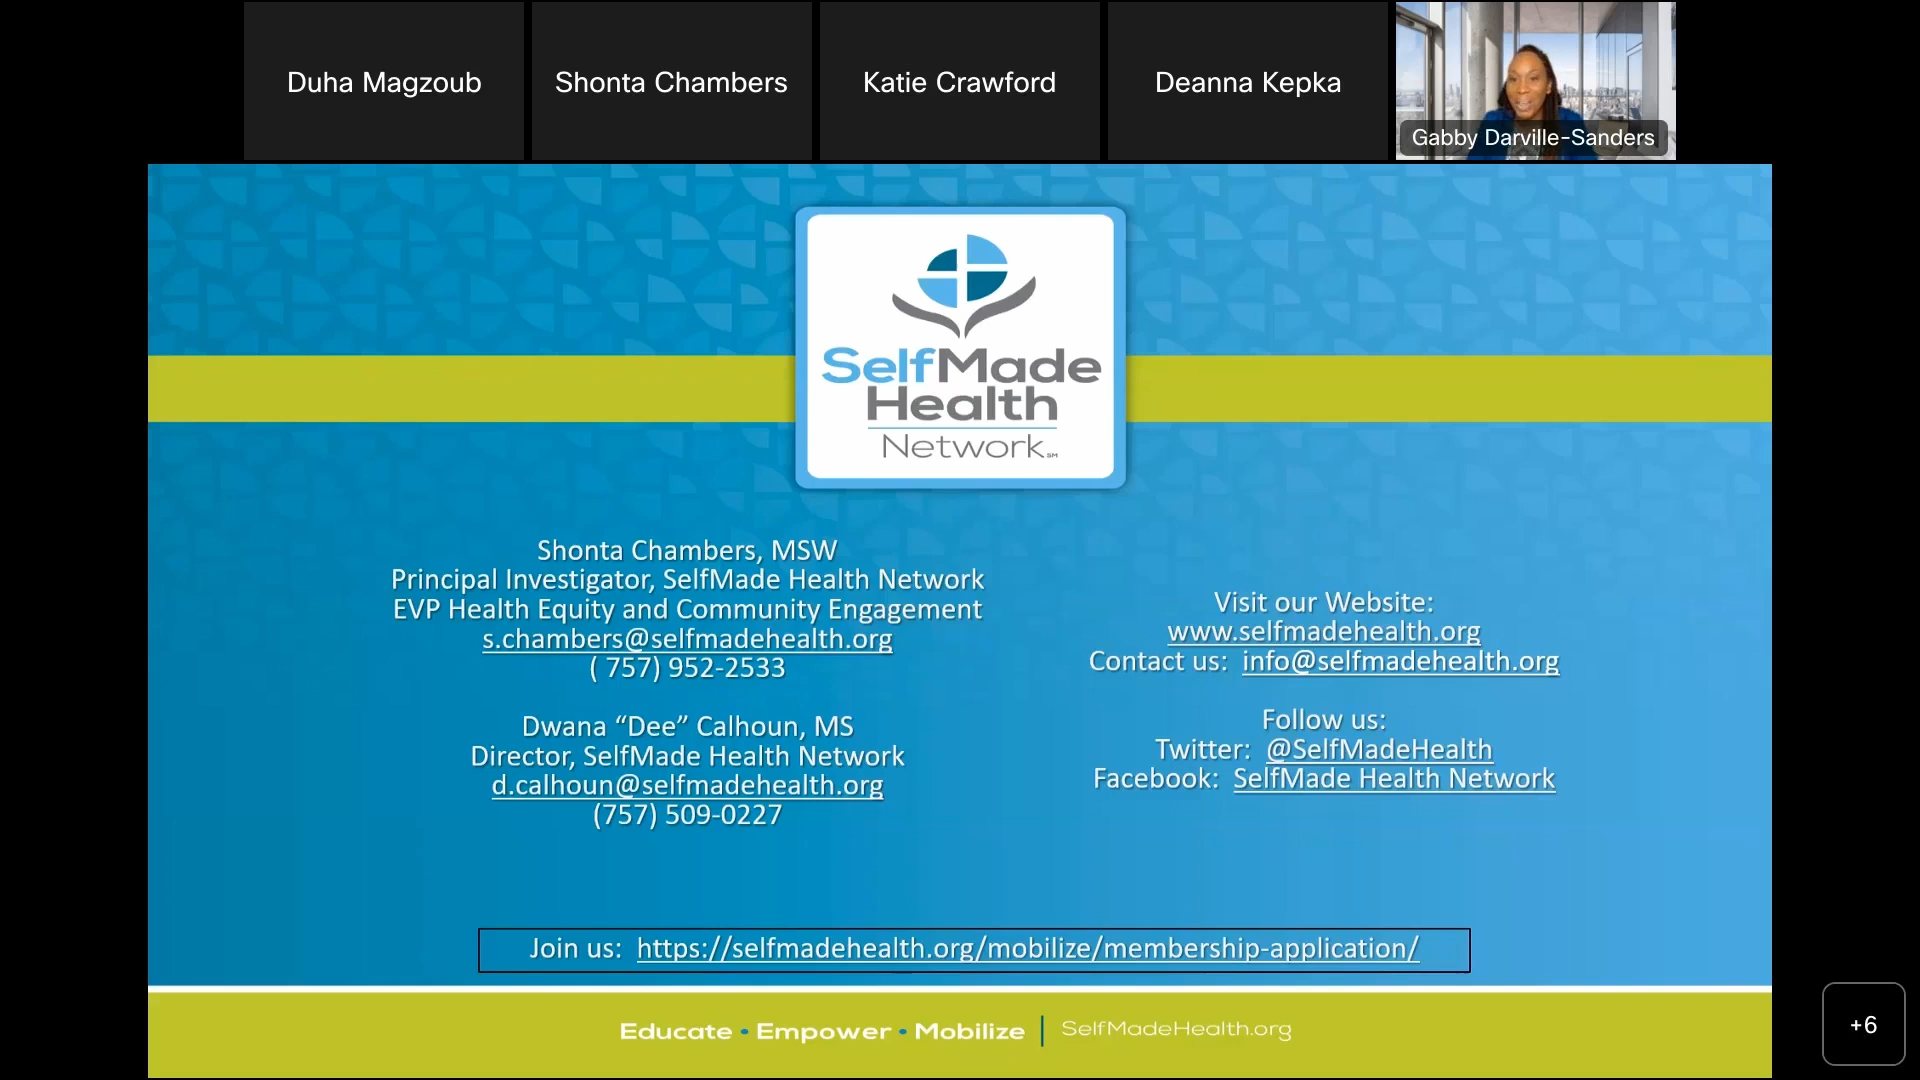 Duha Magzoub
Shonta Chambers
Katie Crawford
Deanna Kepka
Gabby Darville-Sanders
SelfMade
Health
Network℠
Shonta Chambers, MSW
Principal Investigator, SelfMade Health Network
EVP Health Equity and Community Engagement
s.chambers@selfmadehealth.org
( 757) 952-2533
Dwana “Dee” Calhoun, MS
Director, SelfMade Health Network
d.calhoun@selfmadehealth.org
(757) 509-0227
Visit our Website:
www.selfmadehealth.org
Contact us: info@selfmadehealth.org
Follow us:
Twitter: @SelfMadeHealth
Facebook: SelfMade Health Network
Join us: https://selfmadehealth.org/mobilize/membership-application/
Educate • Empower • Mobilize | SelfMadeHealth.org
+6